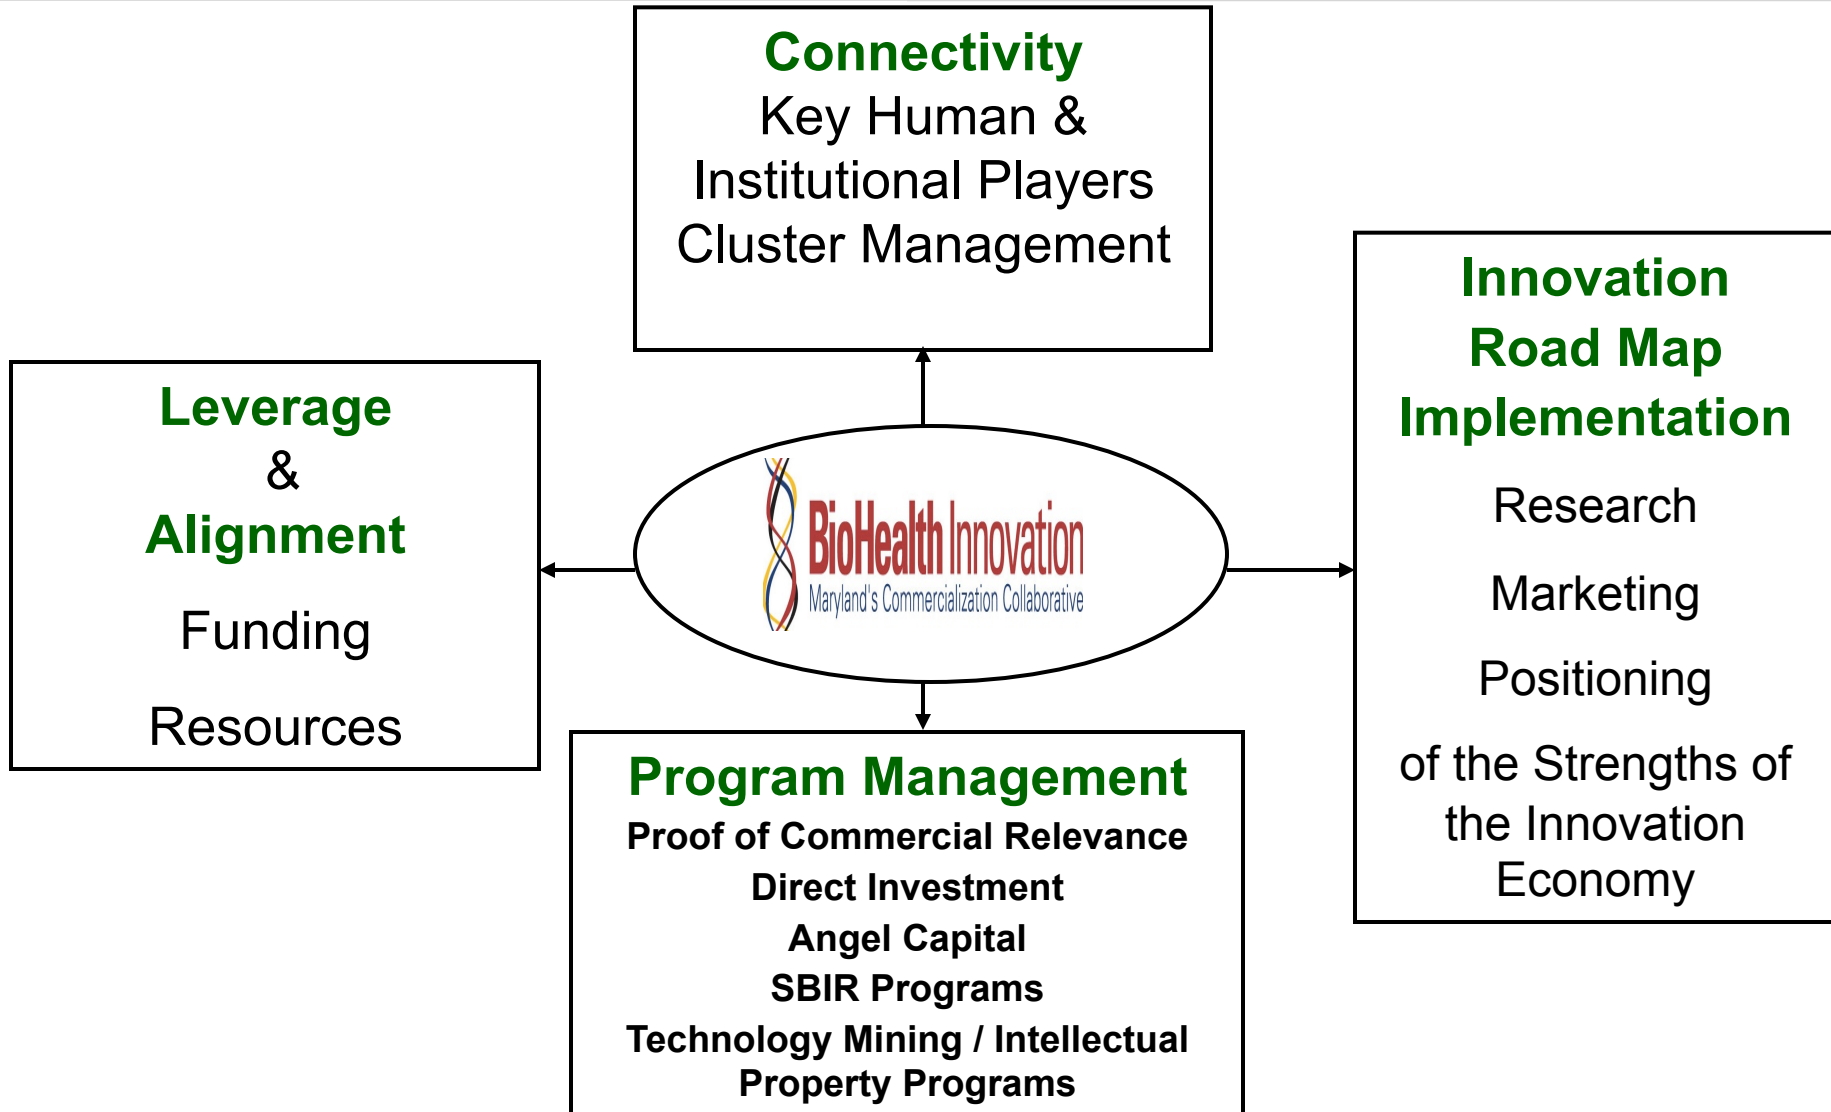 Connectivity
Key Human &
Institutional Players
Cluster Management
Leverage
&
Alignment
Funding
Resources
BioHealth Innovation
Maryland's Commercialization Collaborative
Innovation
Road Map
Implementation
Research
Marketing
Positioning
of the Strengths of
the Innovation
Economy
Program Management
Proof of Commercial Relevance
Direct Investment
Angel Capital
SBIR Programs
Technology Mining / Intellectual
Property Programs